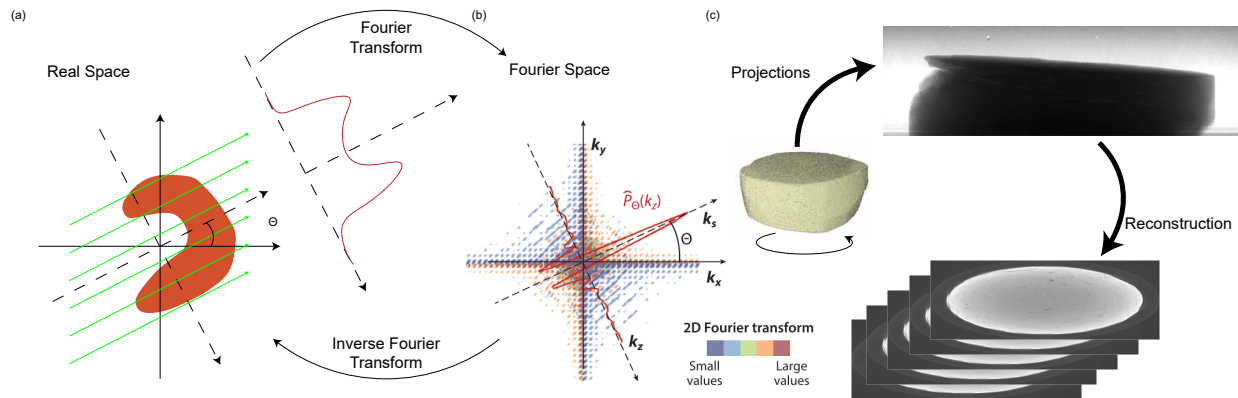 (a)
Real Space
Θ
Fourier
Transform
Inverse Fourier
Transform
(b)
Fourier Space
k_y
P̂_Θ(k_z)
k_s
Θ
k_x
k_z
2D Fourier transform
Small
values
Large
values
(c)
Projections
Reconstruction